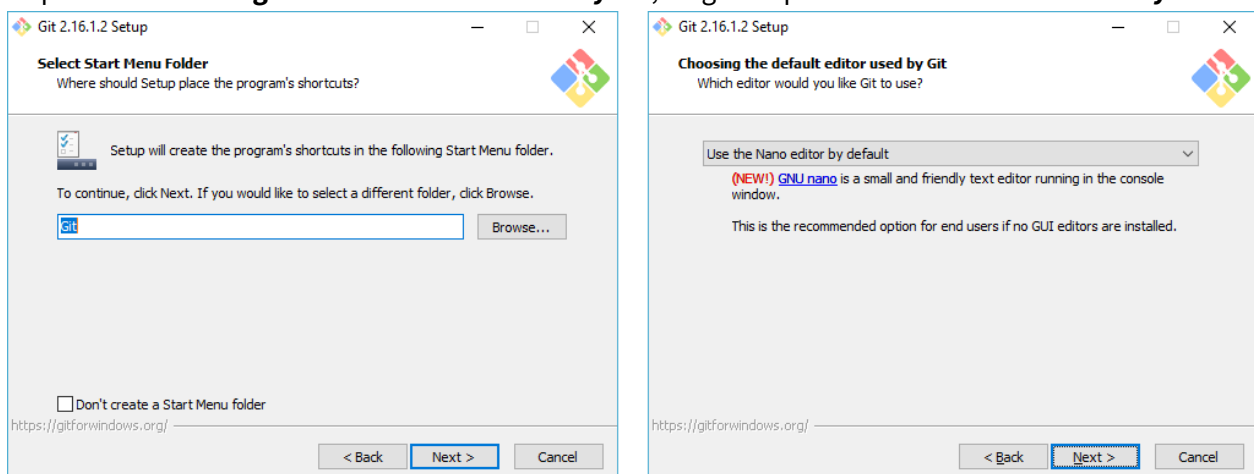 Git 2.16.1.2 Setup
Select Start Menu Folder
Where should Setup place the program's shortcuts?
Setup will create the program's shortcuts in the following Start Menu folder.
To continue, click Next. If you would like to select a different folder, click Browse.
Git
Browse...
Don't create a Start Menu folder
https://gitforwindows.org/
< Back
Next >
Cancel
Git 2.16.1.2 Setup
Choosing the default editor used by Git
Which editor would you like Git to use?
Use the Nano editor by default
(NEW!) GNU nano is a small and friendly text editor running in the console
window.
This is the recommended option for end users if no GUI editors are installed.
https://gitforwindows.org/
< Back
Next >
Cancel